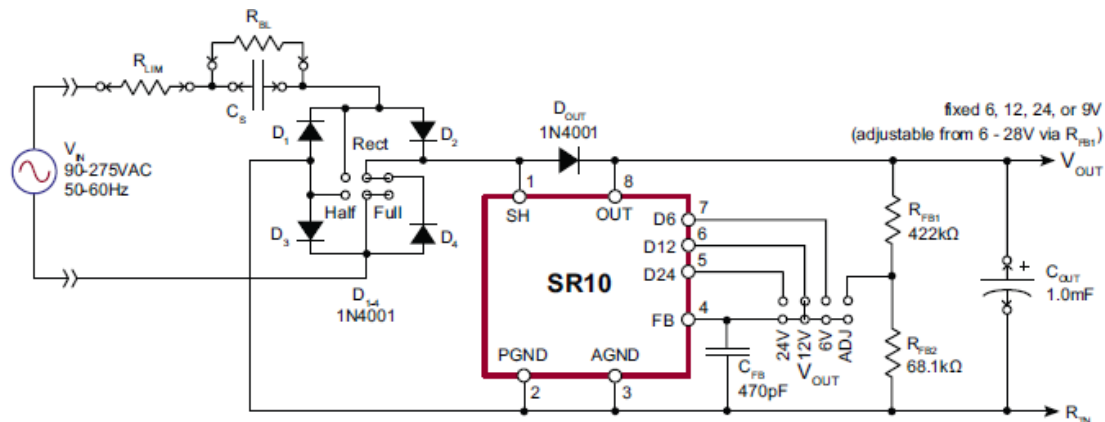 R_BL
R_LIM
C_S
V_IN
90-275VAC
50-60Hz
D_1
D_2
Rect
Half
Full
D_3
D_4
D_1-4
1N4001
D_OUT
1N4001
fixed 6, 12, 24, or 9V
(adjustable from 6 - 28V via R_FB1)
V_OUT
1
8
SH
OUT
D6
7
D12
6
D24
5
SR10
FB
4
PGND
AGND
2
3
C_FB
470pF
24V
12V
6V
ADJ
V_OUT
R_FB1
422kΩ
R_FB2
68.1kΩ
+
C_OUT
1.0mF
R_IN